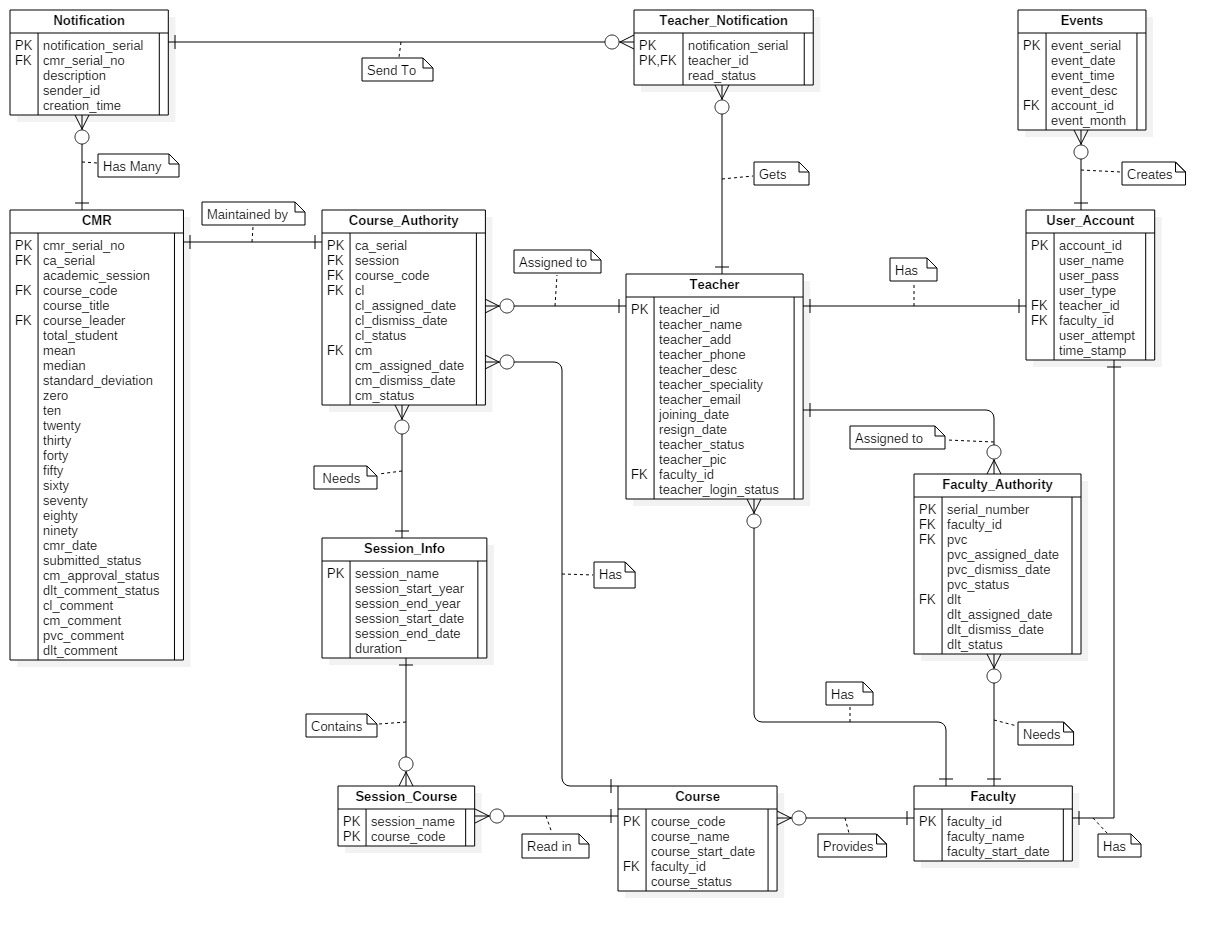 Notification
PK notification_serial
FK cmr_serial_no
description
sender_id
creation_time
Send To
Teacher_Notification
PK notification_serial
PK,FK teacher_id
read_status
Events
PK event_serial
event_date
event_time
event_desc
FK account_id
event_month
Has Many
Gets
Creates
CMR
PK cmr_serial_no
FK ca_serial
academic_session
FK course_code
course_title
FK course_leader
total_student
mean
median
standard_deviation
zero
ten
twenty
thirty
forty
fifty
sixty
seventy
eighty
ninety
cmr_date
submitted_status
cm_approval_status
dlt_comment_status
cl_comment
cm_comment
pvc_comment
dlt_comment
Maintained by
Course_Authority
PK ca_serial
FK session
FK course_code
FK cl
cl_assigned_date
cl_dismiss_date
cl_status
FK cm
cm_assigned_date
cm_dismiss_date
cm_status
Assigned to
Teacher
PK teacher_id
teacher_name
teacher_add
teacher_phone
teacher_desc
teacher_speciality
teacher_email
joining_date
resign_date
teacher_status
teacher_pic
FK faculty_id
teacher_login_status
Has
User_Account
PK account_id
user_name
user_pass
user_type
FK teacher_id
FK faculty_id
user_attempt
time_stamp
Assigned to
Needs
Faculty_Authority
PK serial_number
FK faculty_id
FK pvc
pvc_assigned_date
pvc_dismiss_date
pvc_status
FK dlt
dlt_assigned_date
dlt_dismiss_date
dlt_status
Session_Info
PK session_name
session_start_year
session_end_year
session_start_date
session_end_date
duration
Has
Has
Contains
Needs
Session_Course
PK session_name
PK course_code
Read in
Course
PK course_code
course_name
course_start_date
FK faculty_id
course_status
Provides
Faculty
PK faculty_id
faculty_name
faculty_start_date
Has